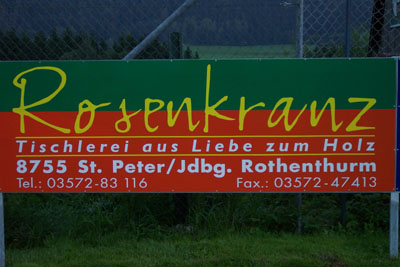 Rosenkranz
Tischlerei aus Liebe zum Holz
8755 St. Peter/Jdbg. Rothenthurm
Tel.: 03572-83 116 Fax.: 03572-47413